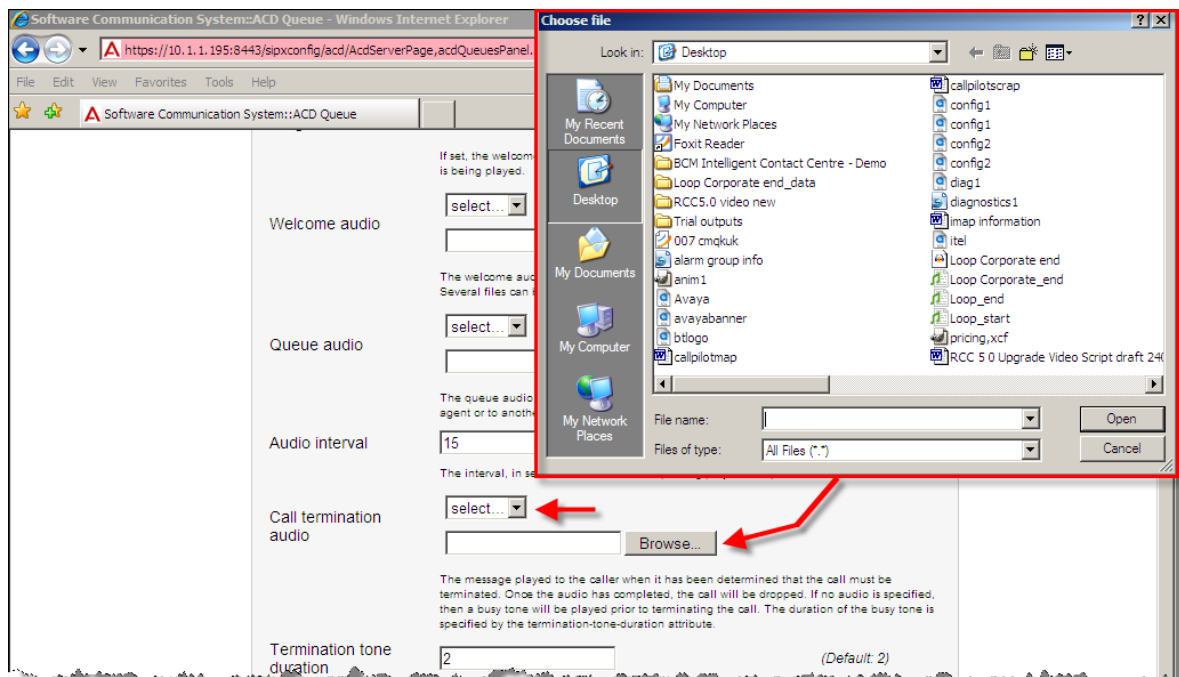 Software Communication System::ACD Queue - Windows Internet Explorer
https://10.1.1.195:8443/sipxconfig/acd/AcdServerPage,acdQueuesPanel.
File Edit View Favorites Tools Help
Software Communication System::ACD Queue
If set, the welcom
is being played.
Welcome audio
select...
The welcome aud
Several files can
Queue audio
select...
The queue audio
agent or to anothe
Audio interval
15
The interval, in se
Call termination
audio
select...
Browse...
The message played to the caller when it has been determined that the call must be
terminated. Once the audio has completed, the call will be dropped. If no audio is specified,
then a busy tone will be played prior to terminating the call. The duration of the busy tone is
specified by the termination-tone-duration attribute.
Termination tone
duration
2
(Default: 2)
Choose file
Look in:
Desktop
My Recent
Documents
Desktop
My Documents
My Computer
My Network
Places
My Documents
My Computer
My Network Places
Foxit Reader
BCM Intelligent Contact Centre - Demo
Loop Corporate end_data
RCC5.0 video new
Trial outputs
007 cmqkuk
alarm group info
anim1
Avaya
avayabanner
btlogo
callpilotmap
callpilotscrap
config1
config1
config2
config2
diag1
diagnostics1
imap information
itel
Loop Corporate end
Loop Corporate_end
Loop_end
Loop_start
pricing,xcf
RCC 5 0 Upgrade Video Script draft 240
File name:
Open
Files of type:
All Files (*.*)
Cancel